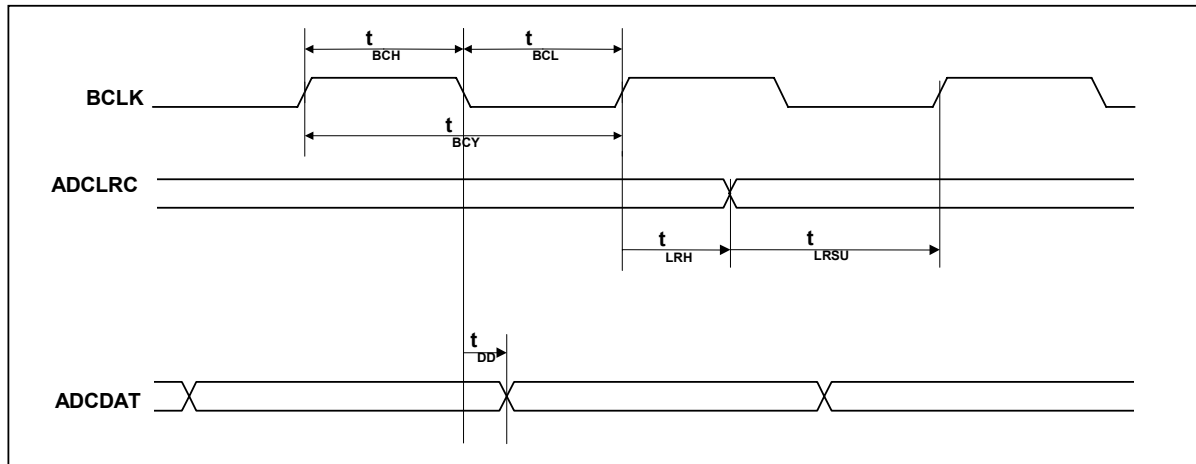 t BCH
t BCL
BCLK
t BCY
ADCLRC
t LRH
t LRSU
t DD
ADCDAT